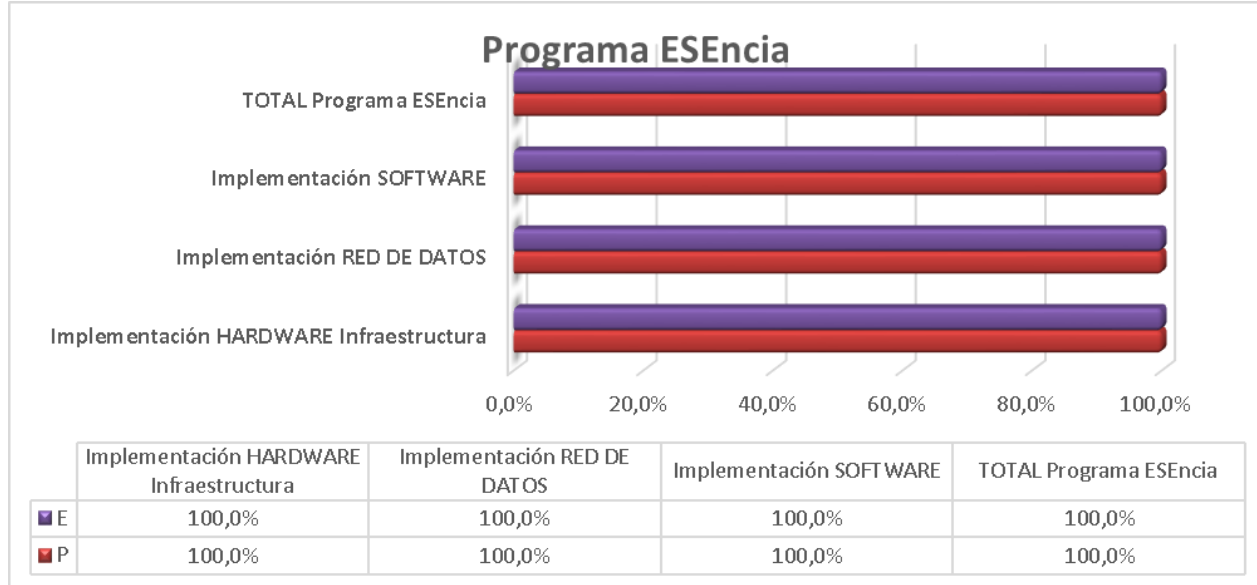 Programa ESEncia
TOTAL Programa ESEncia
Implementación SOFTWARE
Implementación RED DE DATOS
Implementación HARDWARE Infraestructura
0,0% 20,0% 40,0% 60,0% 80,0% 100,0%
Implementación HARDWARE Infraestructura Implementación RED DE DATOS Implementación SOFTWARE TOTAL Programa ESEncia
E 100,0% 100,0% 100,0% 100,0%
P 100,0% 100,0% 100,0% 100,0%